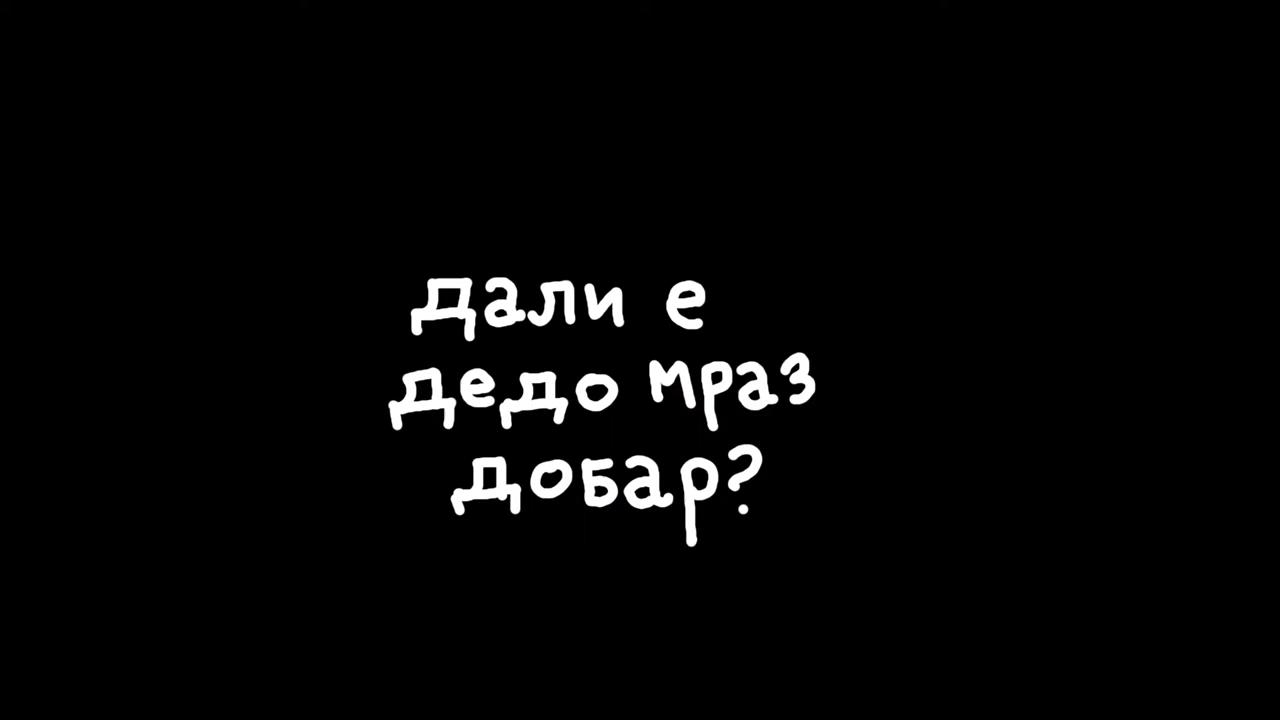 дали е
дедо мраз
добар?